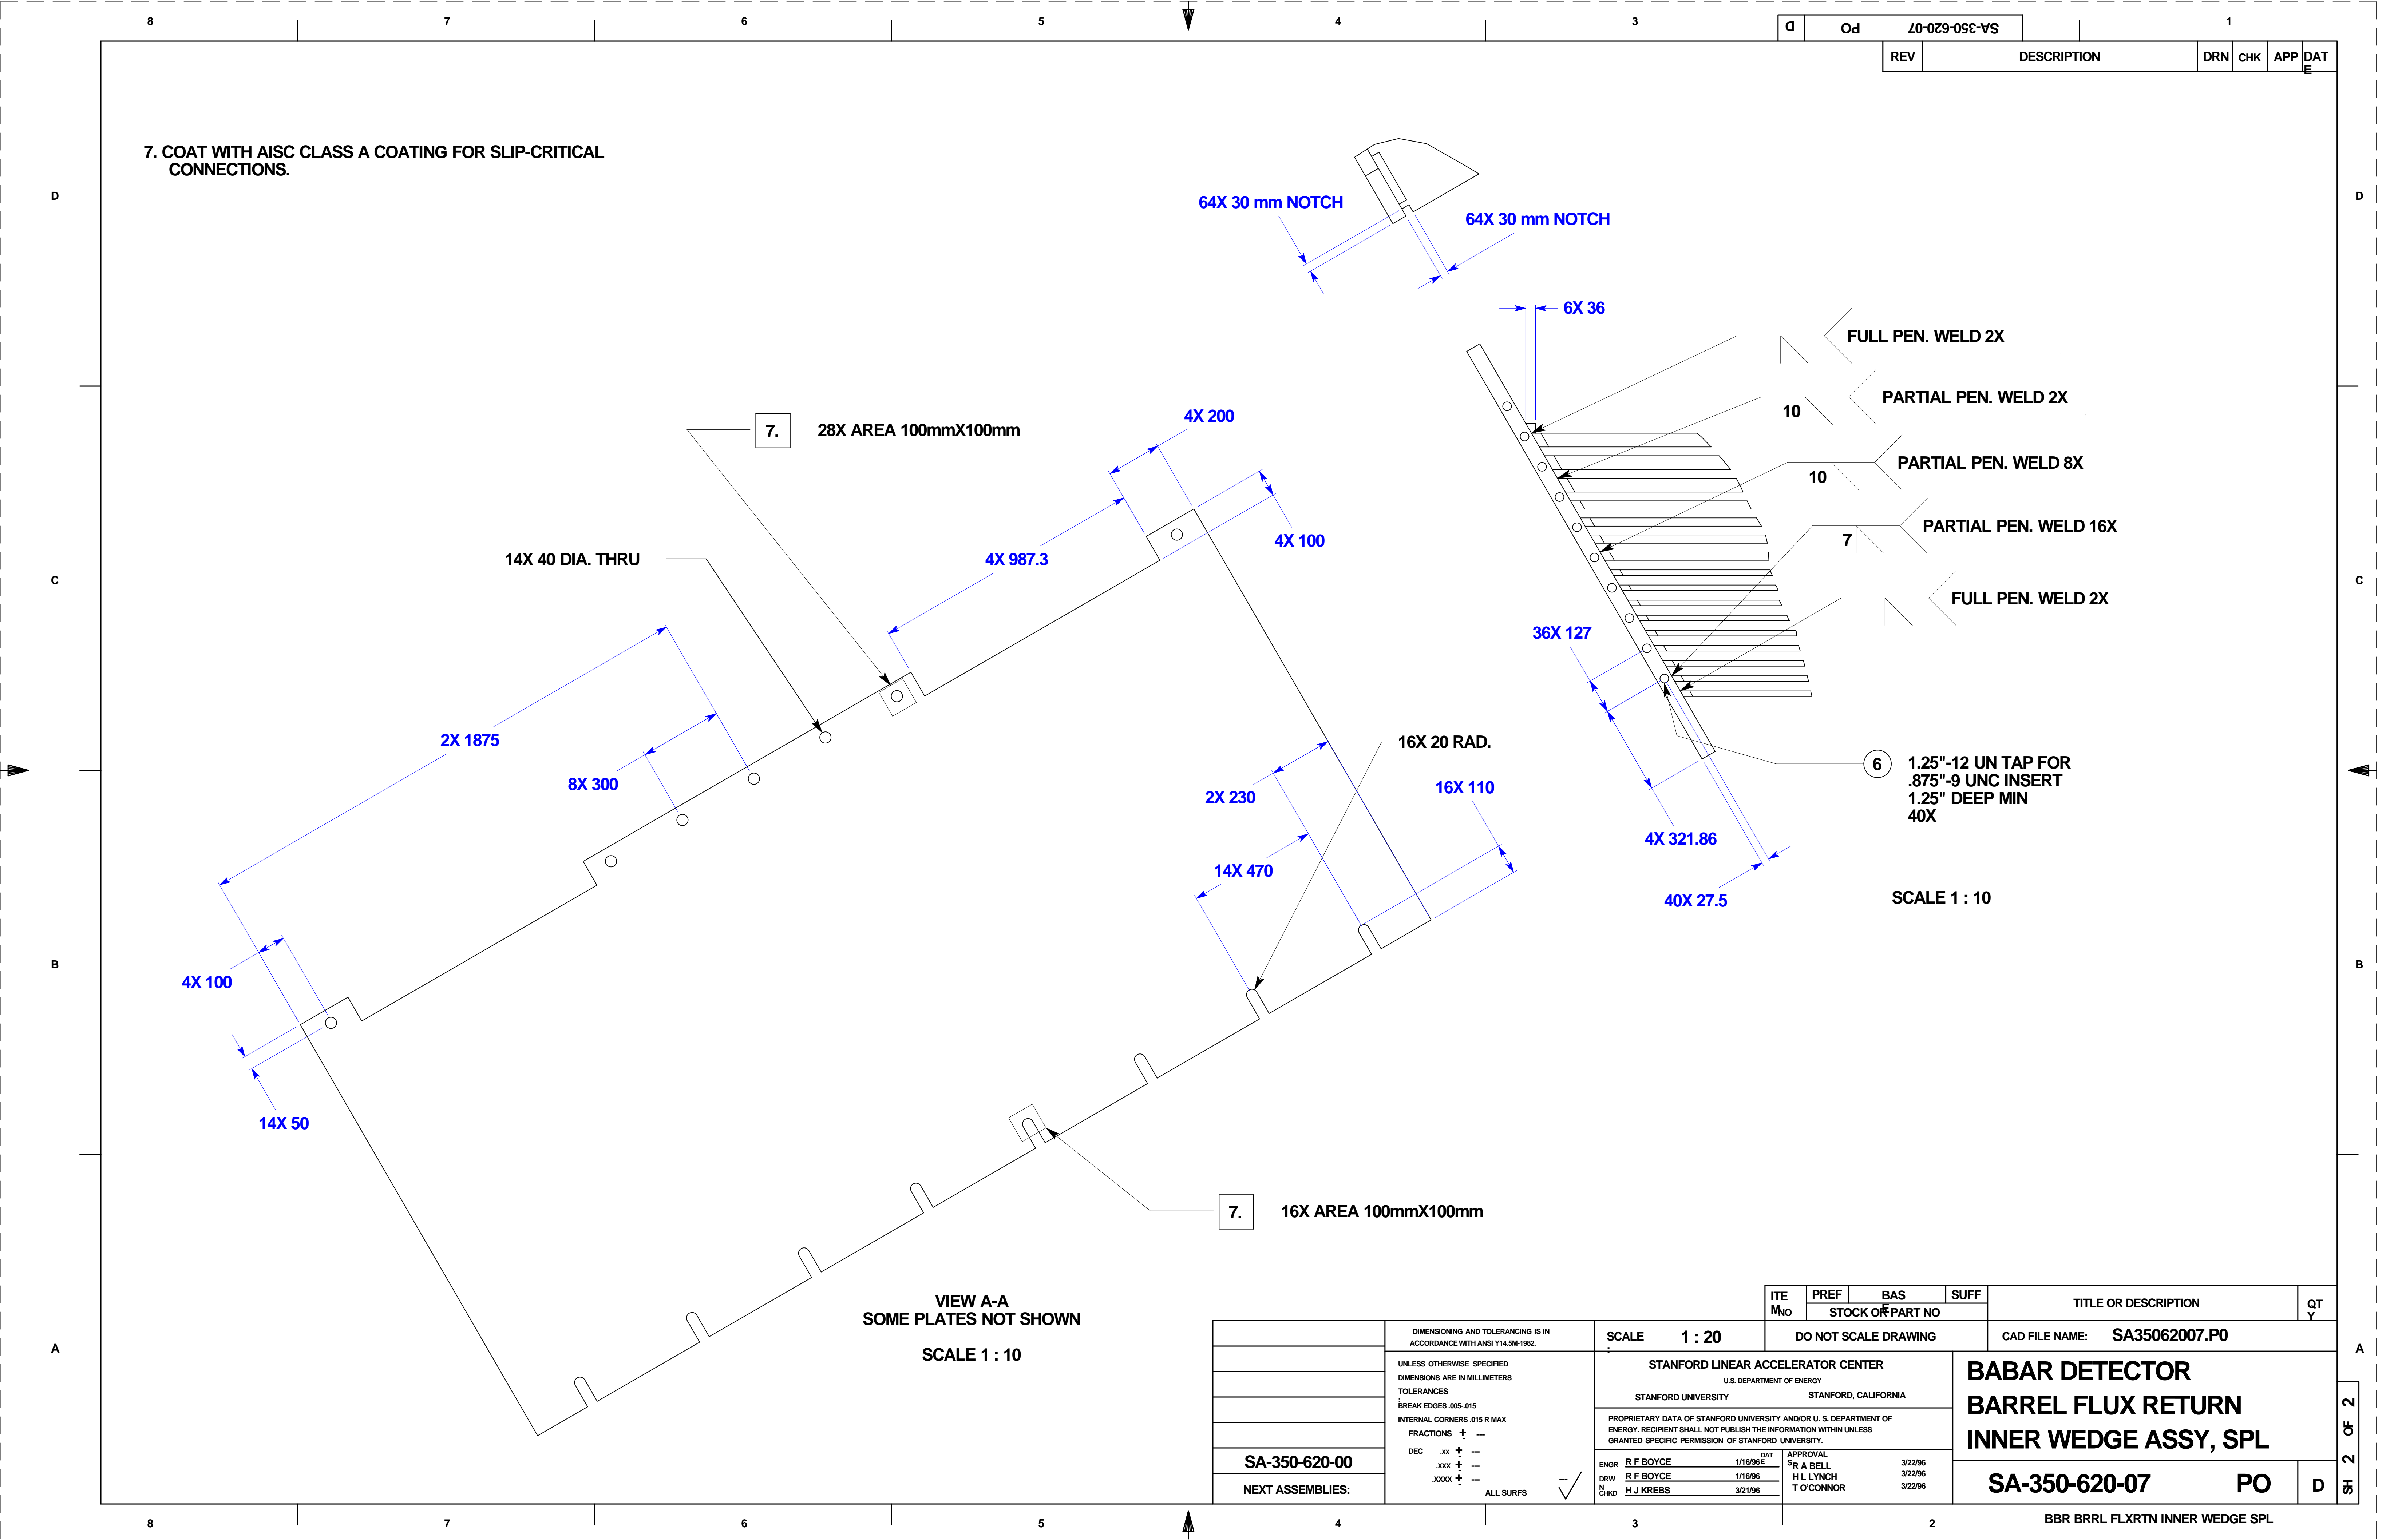 8 7 6 5 4 3 1
D PO SA-350-620-07
REV DESCRIPTION DRN CHK APP DATE
7. COAT WITH AISC CLASS A COATING FOR SLIP-CRITICAL
CONNECTIONS.
D
D
64X 30 mm NOTCH
64X 30 mm NOTCH
6X 36
FULL PEN. WELD 2X
10
PARTIAL PEN. WELD 2X
10
PARTIAL PEN. WELD 8X
7
PARTIAL PEN. WELD 16X
FULL PEN. WELD 2X
7.
28X AREA 100mmX100mm
4X 200
4X 100
4X 987.3
14X 40 DIA. THRU
C
C
36X 127
2X 1875
8X 300
16X 20 RAD.
6
1.25"-12 UN TAP FOR
.875"-9 UNC INSERT
1.25" DEEP MIN
40X
2X 230
16X 110
4X 321.86
14X 470
40X 27.5
SCALE 1 : 10
B
B
4X 100
14X 50
7.
16X AREA 100mmX100mm
VIEW A-A
SOME PLATES NOT SHOWN
SCALE 1 : 10
A
A
ITEM NO
PREF BASE SUFF
STOCK OR PART NO
TITLE OR DESCRIPTION
QTY
DIMENSIONING AND TOLERANCING IS IN
ACCORDANCE WITH ANSI Y14.5M-1982.
SCALE : 1 : 20
DO NOT SCALE DRAWING
CAD FILE NAME: SA35062007.P0
UNLESS OTHERWISE SPECIFIED
DIMENSIONS ARE IN MILLIMETERS
TOLERANCES :
BREAK EDGES .005-.015
INTERNAL CORNERS .015 R MAX
FRACTIONS +- ---
DEC .xx +- ---
.xxx +- ---
.xxxx +- ---
--- ALL SURFS
STANFORD LINEAR ACCELERATOR CENTER
U.S. DEPARTMENT OF ENERGY
STANFORD UNIVERSITY STANFORD, CALIFORNIA
PROPRIETARY DATA OF STANFORD UNIVERSITY AND/OR U. S. DEPARTMENT OF
ENERGY. RECIPIENT SHALL NOT PUBLISH THE INFORMATION WITHIN UNLESS
GRANTED SPECIFIC PERMISSION OF STANFORD UNIVERSITY.
BABAR DETECTOR
BARREL FLUX RETURN
INNER WEDGE ASSY, SPL
SA-350-620-00
NEXT ASSEMBLIES:
DATE
ENGR R F BOYCE 1/16/96
DRWN R F BOYCE 1/16/96
CHKD H J KREBS 3/21/96
APPROVALS
R A BELL 3/22/96
H L LYNCH 3/22/96
T O'CONNOR 3/22/96
SA-350-620-07 PO D
SH 2 OF 2
8 7 6 5 4 3 2
BBR BRRL FLXRTN INNER WEDGE SPL